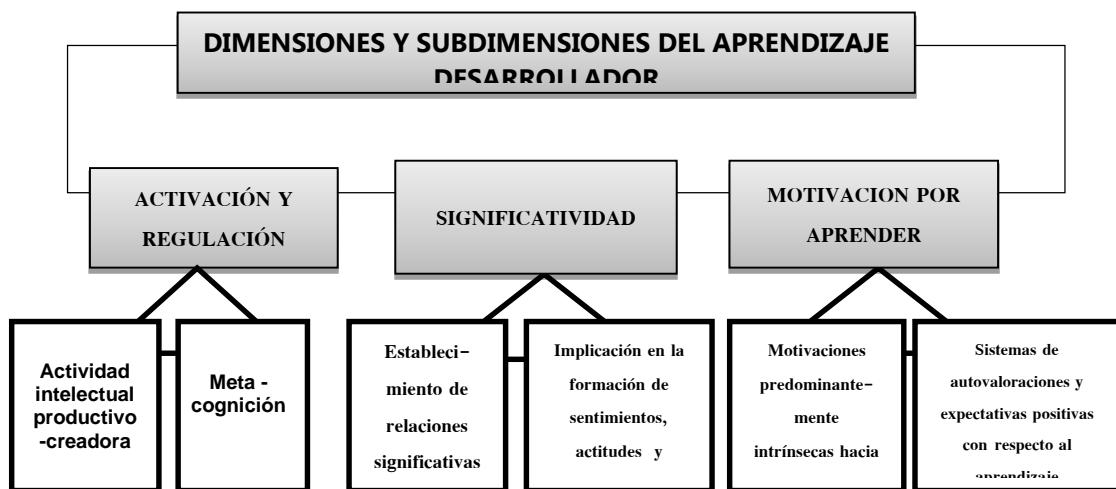 DIMENSIONES Y SUBDIMENSIONES DEL APRENDIZAJE
DESARROLLADOR
ACTIVACIÓN Y
REGULACIÓN
SIGNIFICATIVIDAD
MOTIVACION POR
APRENDER
Actividad
intelectual
productivo
-creadora
Meta -
cognición
Estableci-
miento de
relaciones
significativas
Implicación en la
formación de
sentimientos,
actitudes y
Motivaciones
predominante-
mente
intrínsecas hacia
Sistemas de
autovaloraciones y
expectativas positivas
con respecto al
aprendizaje